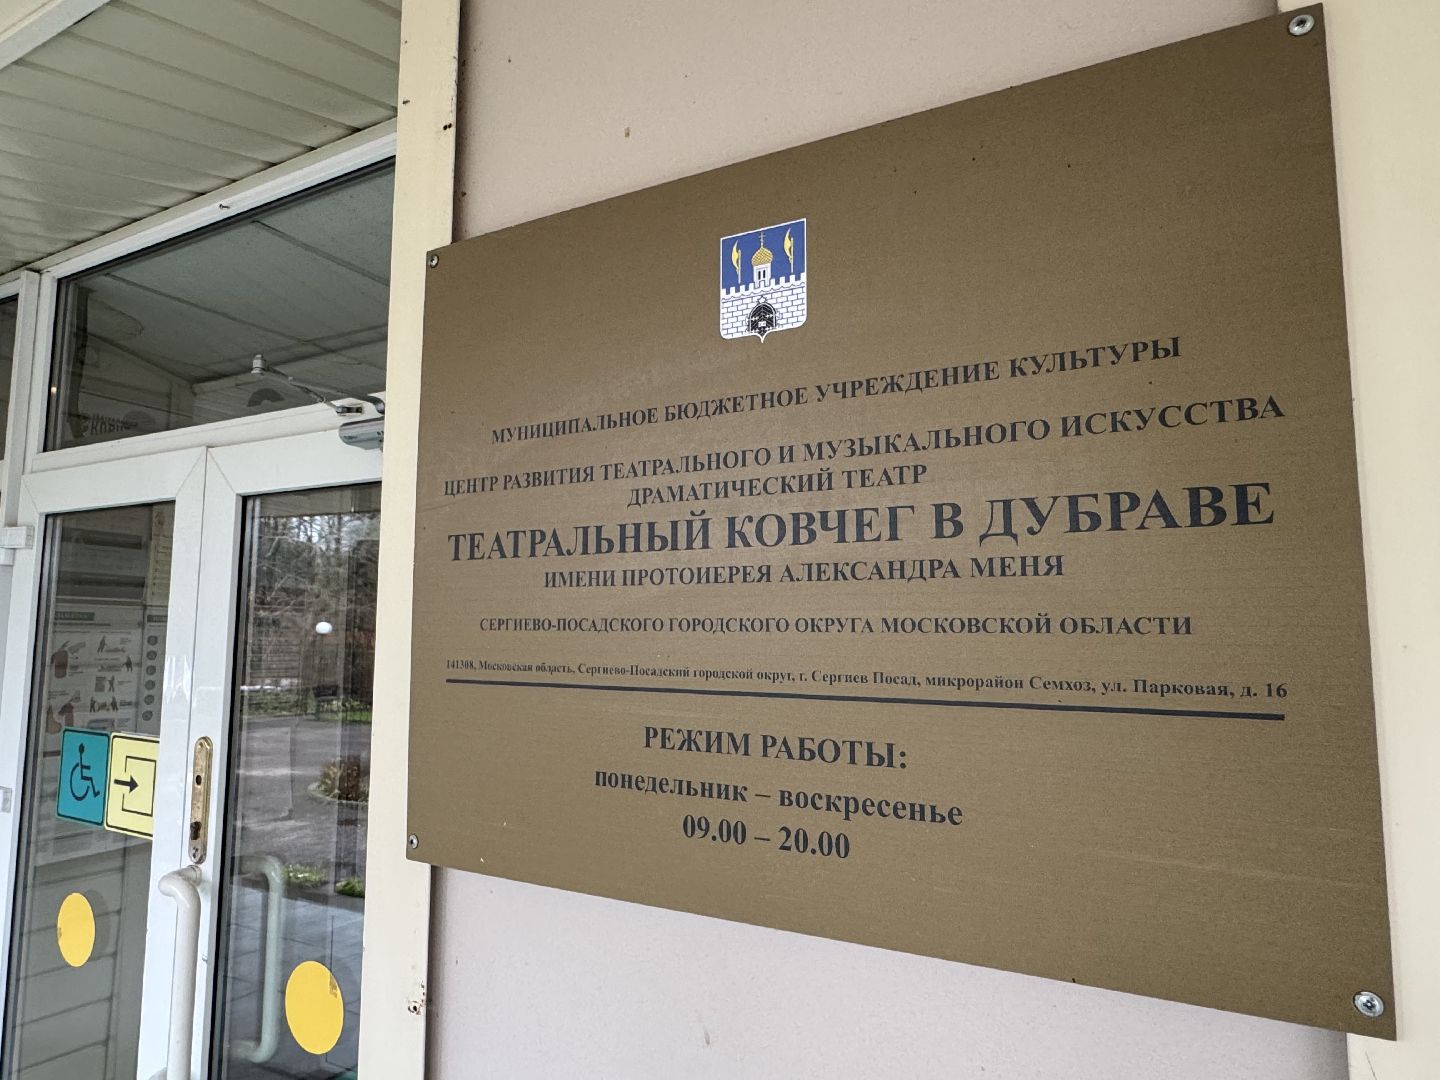 МУНИЦИПАЛЬНОЕ БЮДЖЕТНОЕ УЧРЕЖДЕНИЕ КУЛЬТУРЫ
ЦЕНТР РАЗВИТИЯ ТЕАТРАЛЬНОГО И МУЗЫКАЛЬНОГО ИСКУССТВА
ДРАМАТИЧЕСКИЙ ТЕАТР
ТЕАТРАЛЬНЫЙ КОВЧЕГ В ДУБРАВЕ
ИМЕНИ ПРОТОИЕРЕЯ АЛЕКСАНДРА МЕНЯ
СЕРГИЕВО-ПОСАДСКОГО ГОРОДСКОГО ОКРУГА МОСКОВСКОЙ ОБЛАСТИ
141308, Московская область, Сергиево-Посадский городской округ, г. Сергиев Посад, микрорайон Семхоз, ул. Парковая, д. 16
РЕЖИМ РАБОТЫ:
понедельник – воскресенье
09.00 – 20.00